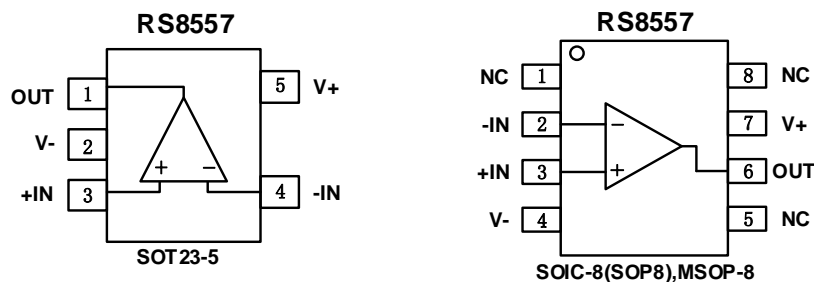 RS8557
OUT 1 5 V+
V- 2
+IN 3 + − 4 -IN
SOT23-5
RS8557
NC 1 8 NC
-IN 2 − 7 V+
+IN 3 + 6 OUT
V- 4 5 NC
SOIC-8(SOP8),MSOP-8